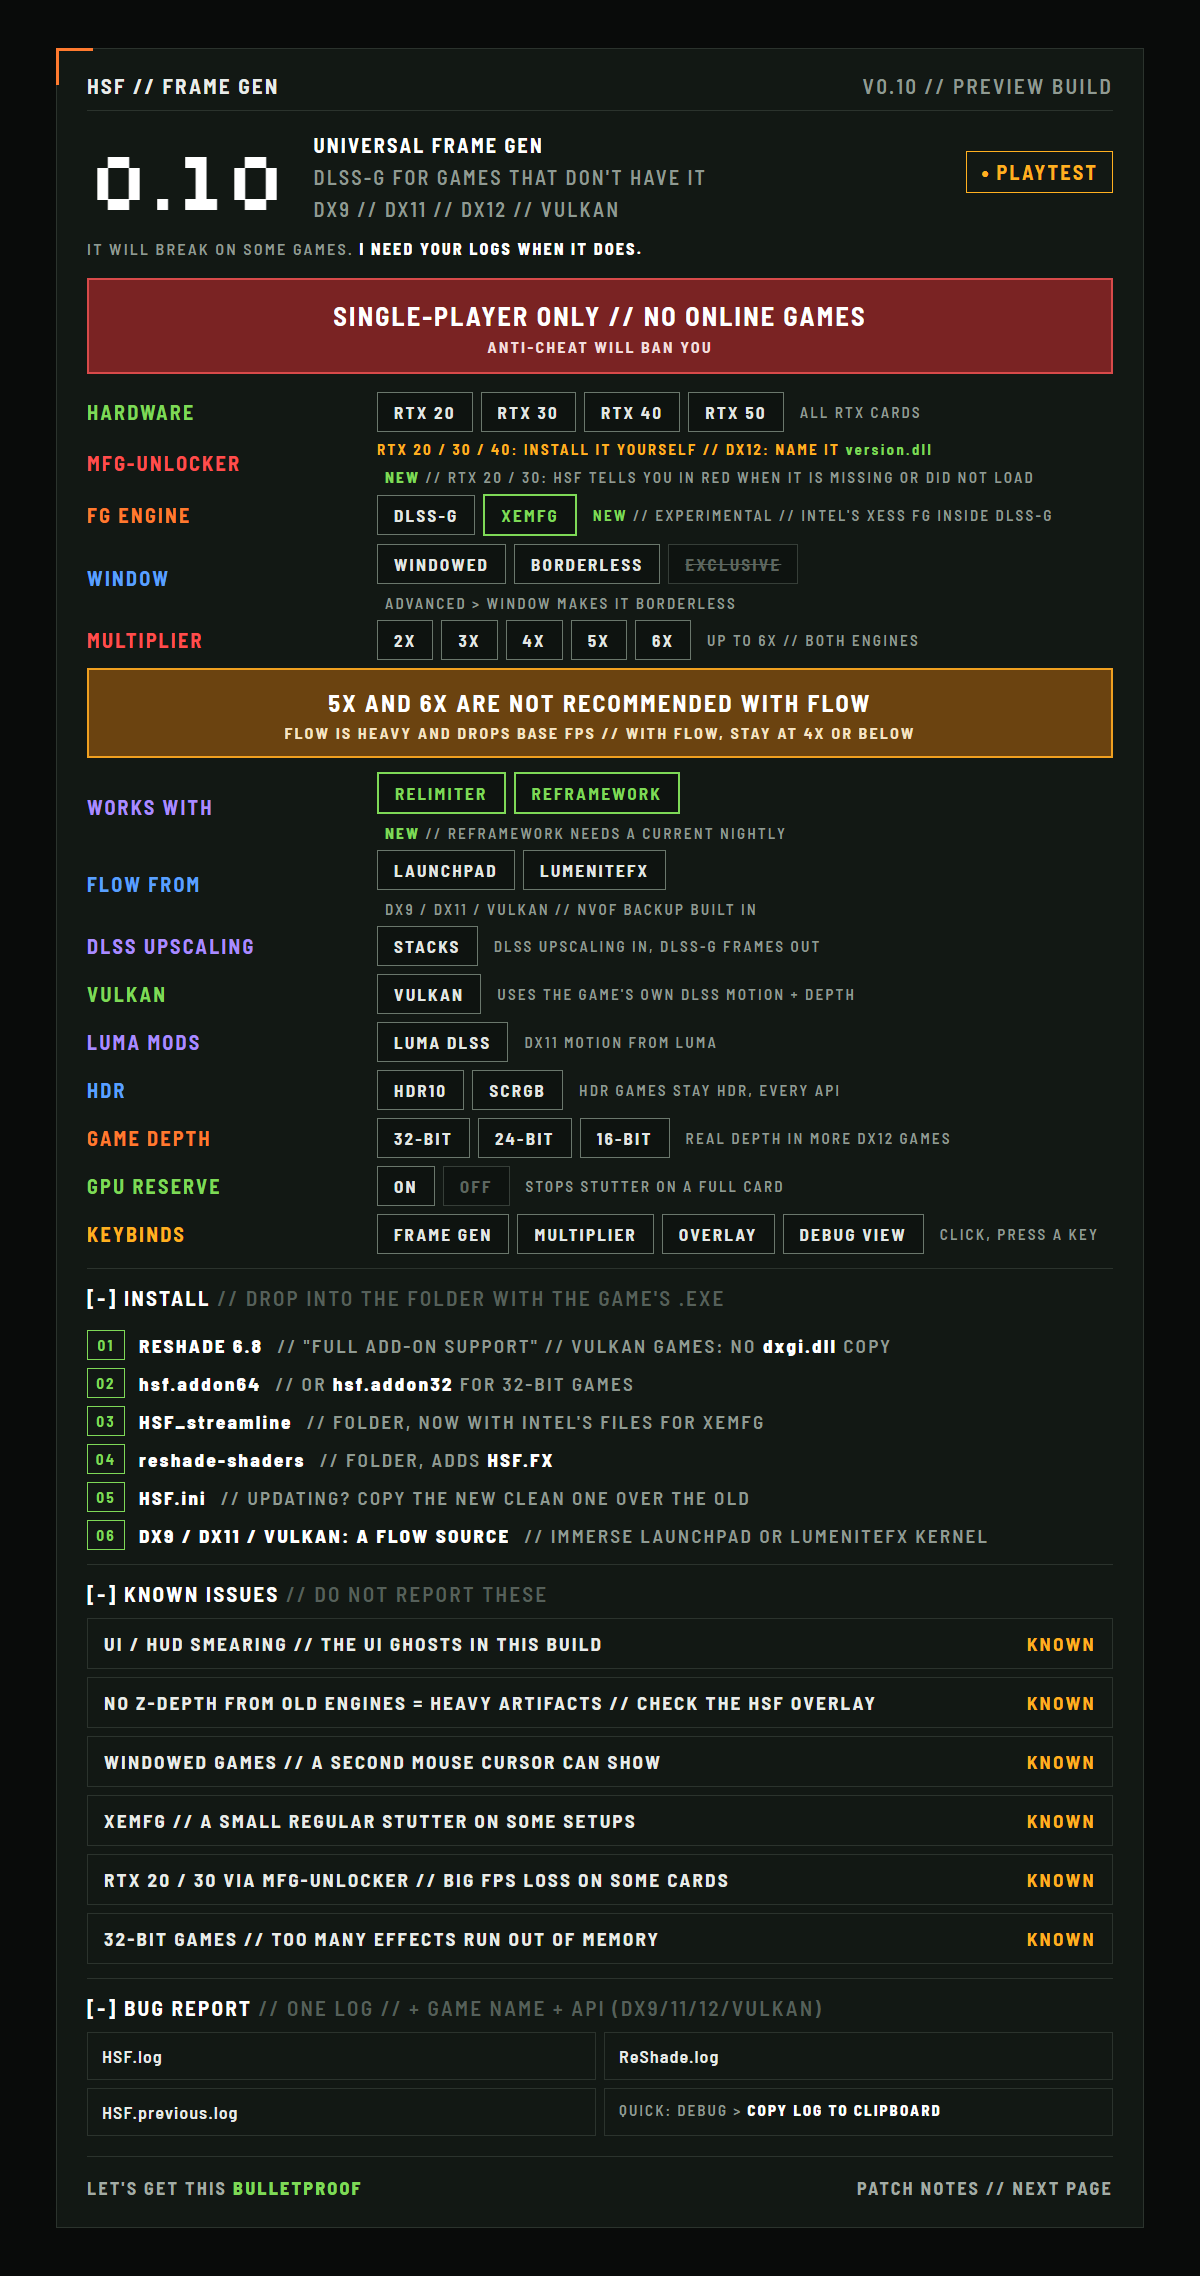 HSF // FRAME GEN
V0.10 // PREVIEW BUILD
0.10
UNIVERSAL FRAME GEN
DLSS-G FOR GAMES THAT DON'T HAVE IT
DX9 // DX11 // DX12 // VULKAN
• PLAYTEST
IT WILL BREAK ON SOME GAMES. I NEED YOUR LOGS WHEN IT DOES.
SINGLE-PLAYER ONLY // NO ONLINE GAMES
ANTI-CHEAT WILL BAN YOU
HARDWARE RTX 20 RTX 30 RTX 40 RTX 50 ALL RTX CARDS
MFG-UNLOCKER
RTX 20 / 30 / 40: INSTALL IT YOURSELF // DX12: NAME IT version.dll
NEW // RTX 20 / 30: HSF TELLS YOU IN RED WHEN IT IS MISSING OR DID NOT LOAD
FG ENGINE DLSS-G XEMFG NEW // EXPERIMENTAL // INTEL'S XESS FG INSIDE DLSS-G
WINDOW
WINDOWED BORDERLESS EXCLUSIVE
ADVANCED > WINDOW MAKES IT BORDERLESS
MULTIPLIER 2X 3X 4X 5X 6X UP TO 6X // BOTH ENGINES
5X AND 6X ARE NOT RECOMMENDED WITH FLOW
FLOW IS HEAVY AND DROPS BASE FPS // WITH FLOW, STAY AT 4X OR BELOW
WORKS WITH
RELIMITER REFRAMEWORK
NEW // REFRAMEWORK NEEDS A CURRENT NIGHTLY
FLOW FROM
LAUNCHPAD LUMENITEFX
DX9 / DX11 / VULKAN // NVOF BACKUP BUILT IN
DLSS UPSCALING STACKS DLSS UPSCALING IN, DLSS-G FRAMES OUT
VULKAN VULKAN USES THE GAME'S OWN DLSS MOTION + DEPTH
LUMA MODS LUMA DLSS DX11 MOTION FROM LUMA
HDR HDR10 SCRGB HDR GAMES STAY HDR, EVERY API
GAME DEPTH 32-BIT 24-BIT 16-BIT REAL DEPTH IN MORE DX12 GAMES
GPU RESERVE ON OFF STOPS STUTTER ON A FULL CARD
KEYBINDS FRAME GEN MULTIPLIER OVERLAY DEBUG VIEW CLICK, PRESS A KEY
[-] INSTALL // DROP INTO THE FOLDER WITH THE GAME'S .EXE
01 RESHADE 6.8 // "FULL ADD-ON SUPPORT" // VULKAN GAMES: NO dxgi.dll COPY
02 hsf.addon64 // OR hsf.addon32 FOR 32-BIT GAMES
03 HSF_streamline // FOLDER, NOW WITH INTEL'S FILES FOR XEMFG
04 reshade-shaders // FOLDER, ADDS HSF.FX
05 HSF.ini // UPDATING? COPY THE NEW CLEAN ONE OVER THE OLD
06 DX9 / DX11 / VULKAN: A FLOW SOURCE // IMMERSE LAUNCHPAD OR LUMENITEFX KERNEL
[-] KNOWN ISSUES // DO NOT REPORT THESE
UI / HUD SMEARING // THE UI GHOSTS IN THIS BUILD KNOWN
NO Z-DEPTH FROM OLD ENGINES = HEAVY ARTIFACTS // CHECK THE HSF OVERLAY KNOWN
WINDOWED GAMES // A SECOND MOUSE CURSOR CAN SHOW KNOWN
XEMFG // A SMALL REGULAR STUTTER ON SOME SETUPS KNOWN
RTX 20 / 30 VIA MFG-UNLOCKER // BIG FPS LOSS ON SOME CARDS KNOWN
32-BIT GAMES // TOO MANY EFFECTS RUN OUT OF MEMORY KNOWN
[-] BUG REPORT // ONE LOG // + GAME NAME + API (DX9/11/12/VULKAN)
HSF.log
ReShade.log
HSF.previous.log
QUICK: DEBUG > COPY LOG TO CLIPBOARD
LET'S GET THIS BULLETPROOF
PATCH NOTES // NEXT PAGE